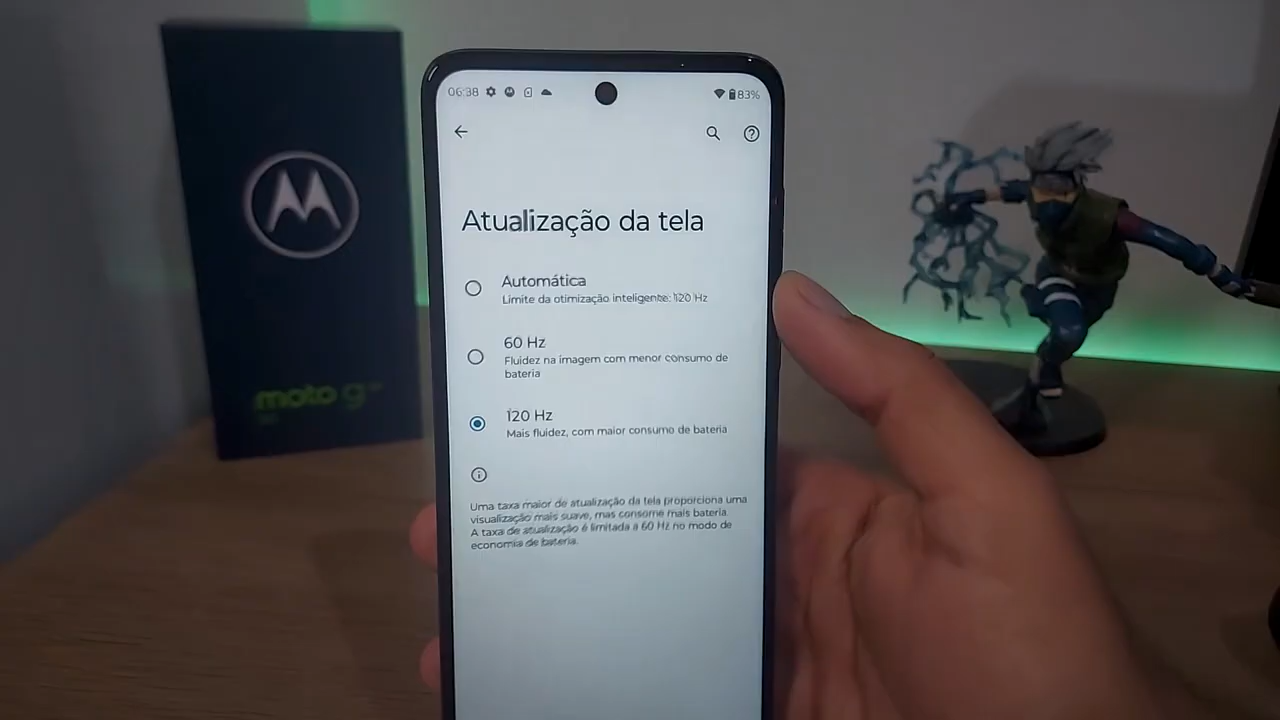 06:38
83%
Atualização da tela
Automática
Limite da otimização inteligente: 120 Hz
60 Hz
Fluidez na imagem com menor consumo de
bateria
120 Hz
Mais fluidez, com maior consumo de bateria
Uma taxa maior de atualização da tela proporciona uma
visualização mais suave, mas consome mais bateria.
A taxa de atualização é limitada a 60 Hz no modo de
economia de bateria.
moto g